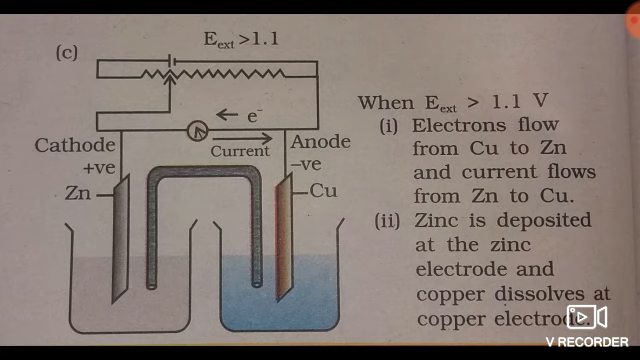 (c)
E_ext >1.1
← e⁻
Current →
Cathode
+ve
Anode
–ve
Zn
Cu
When E_ext > 1.1 V
(i) Electrons flow
from Cu to Zn
and current flows
from Zn to Cu.
(ii) Zinc is deposited
at the zinc
electrode and
copper dissolves at
copper electrode.
V RECORDER